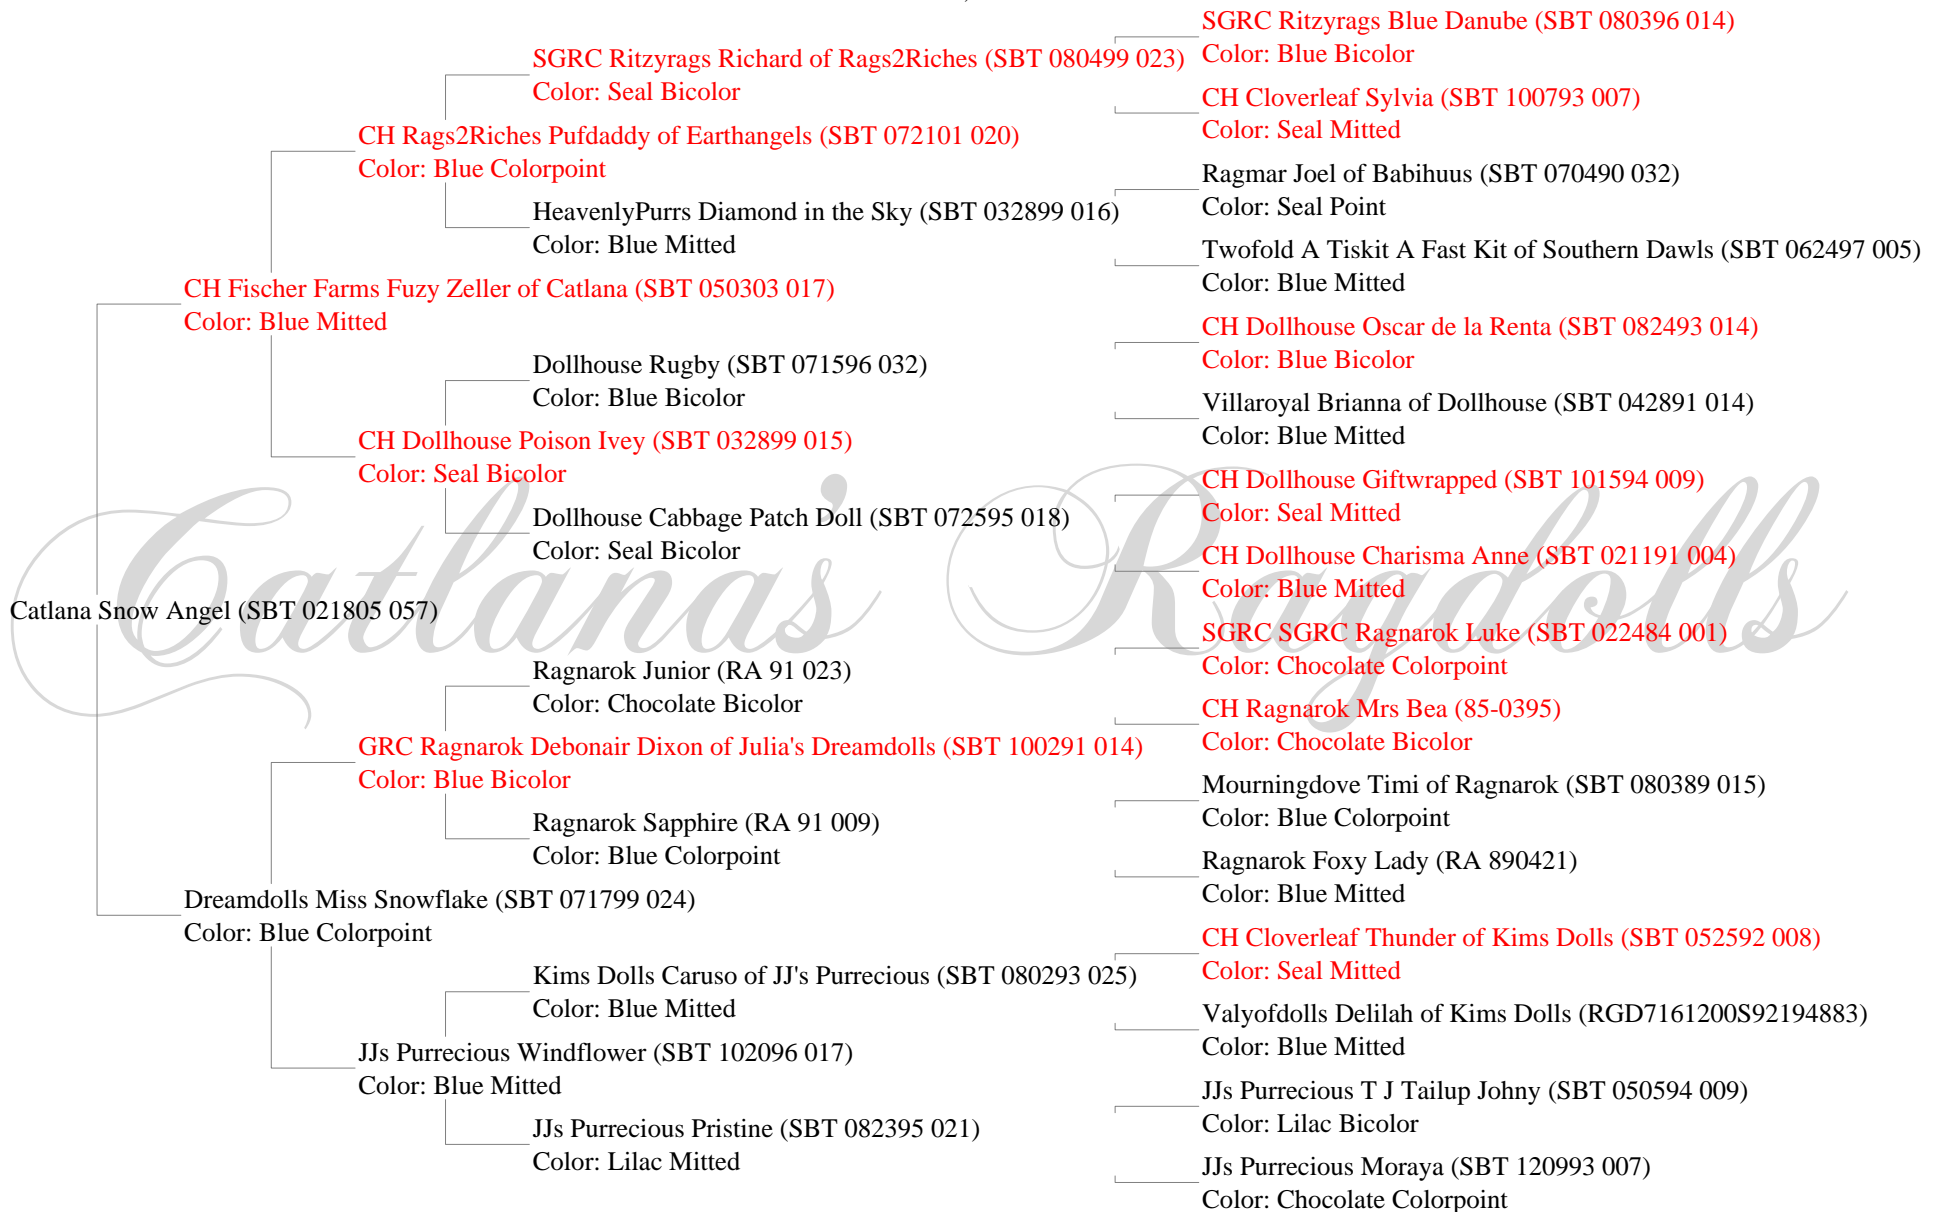 SGRC Ritzyrags Blue Danube (SBT 080396 014)
Color: Blue Bicolor
SGRC Ritzyrags Richard of Rags2Riches (SBT 080499 023)
Color: Seal Bicolor
CH Cloverleaf Sylvia (SBT 100793 007)
Color: Seal Mitted
CH Rags2Riches Pufdaddy of Earthangels (SBT 072101 020)
Color: Blue Colorpoint
Ragmar Joel of Babihuus (SBT 070490 032)
Color: Seal Point
HeavenlyPurrs Diamond in the Sky (SBT 032899 016)
Color: Blue Mitted
Twofold A Tiskit A Fast Kit of Southern Dawls (SBT 062497 005)
Color: Blue Mitted
CH Fischer Farms Fuzy Zeller of Catlana (SBT 050303 017)
Color: Blue Mitted
CH Dollhouse Oscar de la Renta (SBT 082493 014)
Color: Blue Bicolor
Dollhouse Rugby (SBT 071596 032)
Color: Blue Bicolor
Villaroyal Brianna of Dollhouse (SBT 042891 014)
Color: Blue Mitted
CH Dollhouse Poison Ivey (SBT 032899 015)
Color: Seal Bicolor
CH Dollhouse Giftwrapped (SBT 101594 009)
Color: Seal Mitted
Dollhouse Cabbage Patch Doll (SBT 072595 018)
Color: Seal Bicolor
CH Dollhouse Charisma Anne (SBT 021191 004)
Color: Blue Mitted
Catlana's Ragdolls
Catlana Snow Angel (SBT 021805 057)
SGRC SGRC Ragnarok Luke (SBT 022484 001)
Color: Chocolate Colorpoint
Ragnarok Junior (RA 91 023)
Color: Chocolate Bicolor
CH Ragnarok Mrs Bea (85-0395)
Color: Chocolate Bicolor
GRC Ragnarok Debonair Dixon of Julia's Dreamdolls (SBT 100291 014)
Color: Blue Bicolor
Mourningdove Timi of Ragnarok (SBT 080389 015)
Color: Blue Colorpoint
Ragnarok Sapphire (RA 91 009)
Color: Blue Colorpoint
Ragnarok Foxy Lady (RA 890421)
Color: Blue Mitted
Dreamdolls Miss Snowflake (SBT 071799 024)
Color: Blue Colorpoint
CH Cloverleaf Thunder of Kims Dolls (SBT 052592 008)
Color: Seal Mitted
Kims Dolls Caruso of JJ's Purrecious (SBT 080293 025)
Color: Blue Mitted
Valyofdolls Delilah of Kims Dolls (RGD7161200S92194883)
Color: Blue Mitted
JJs Purrecious Windflower (SBT 102096 017)
Color: Blue Mitted
JJs Purrecious T J Tailup Johny (SBT 050594 009)
Color: Lilac Bicolor
JJs Purrecious Pristine (SBT 082395 021)
Color: Lilac Mitted
JJs Purrecious Moraya (SBT 120993 007)
Color: Chocolate Colorpoint